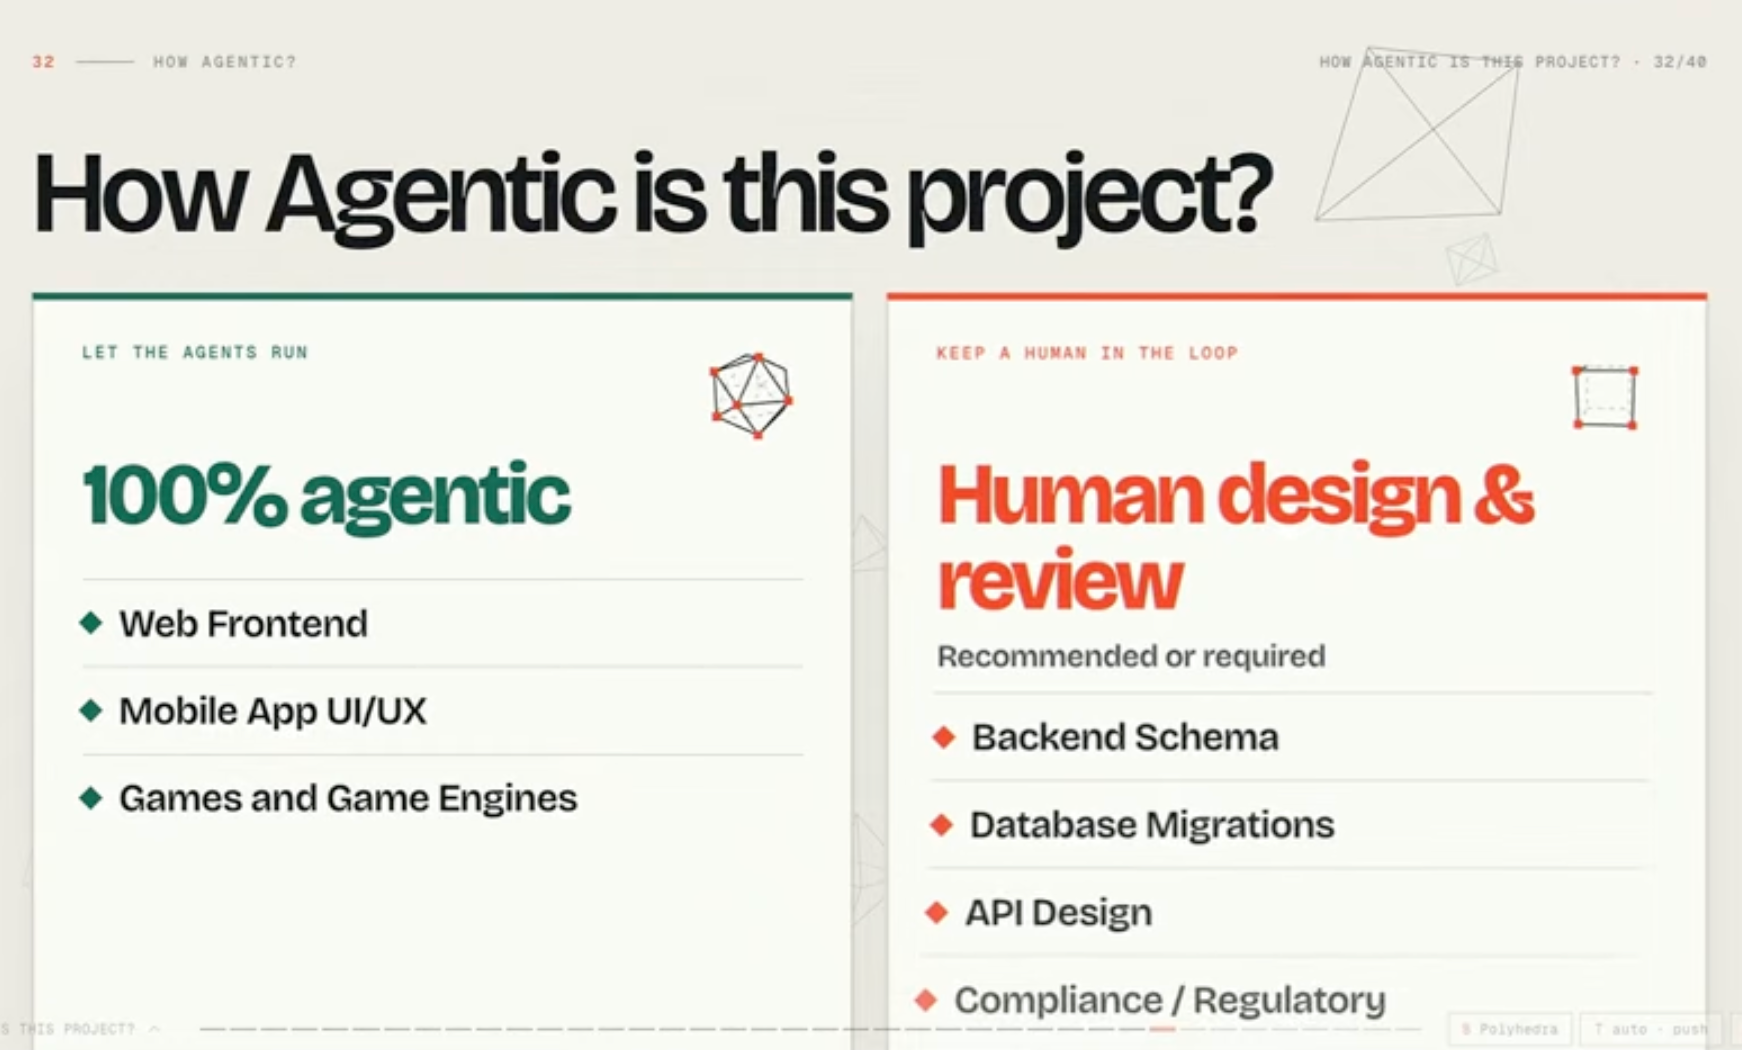 32 HOW AGENTIC?
HOW AGENTIC IS THIS PROJECT? · 32/40
How Agentic is this project?
LET THE AGENTS RUN
100% agentic
Web Frontend
Mobile App UI/UX
Games and Game Engines
KEEP A HUMAN IN THE LOOP
Human design &
review
Recommended or required
Backend Schema
Database Migrations
API Design
Compliance / Regulatory
S THIS PROJECT?
Polyhedra
T auto · push